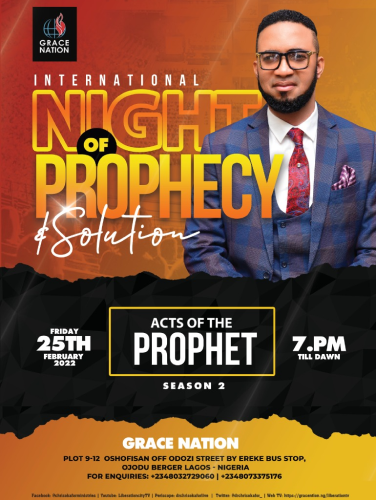 GRACE
NATION
INTERNATIONAL
NIGHT
OF
PROPHECY
& Solution
FRIDAY
25TH
FEBRUARY
2022
ACTS OF THE
PROPHET
SEASON 2
7.PM
TILL DAWN
GRACE NATION
PLOT 9-12 OSHOFISAN OFF ODOZI STREET BY EREKE BUS STOP,
OJODU BERGER LAGOS - NIGERIA
FOR ENQUIRIES: +2348032729060 | +2348073375176